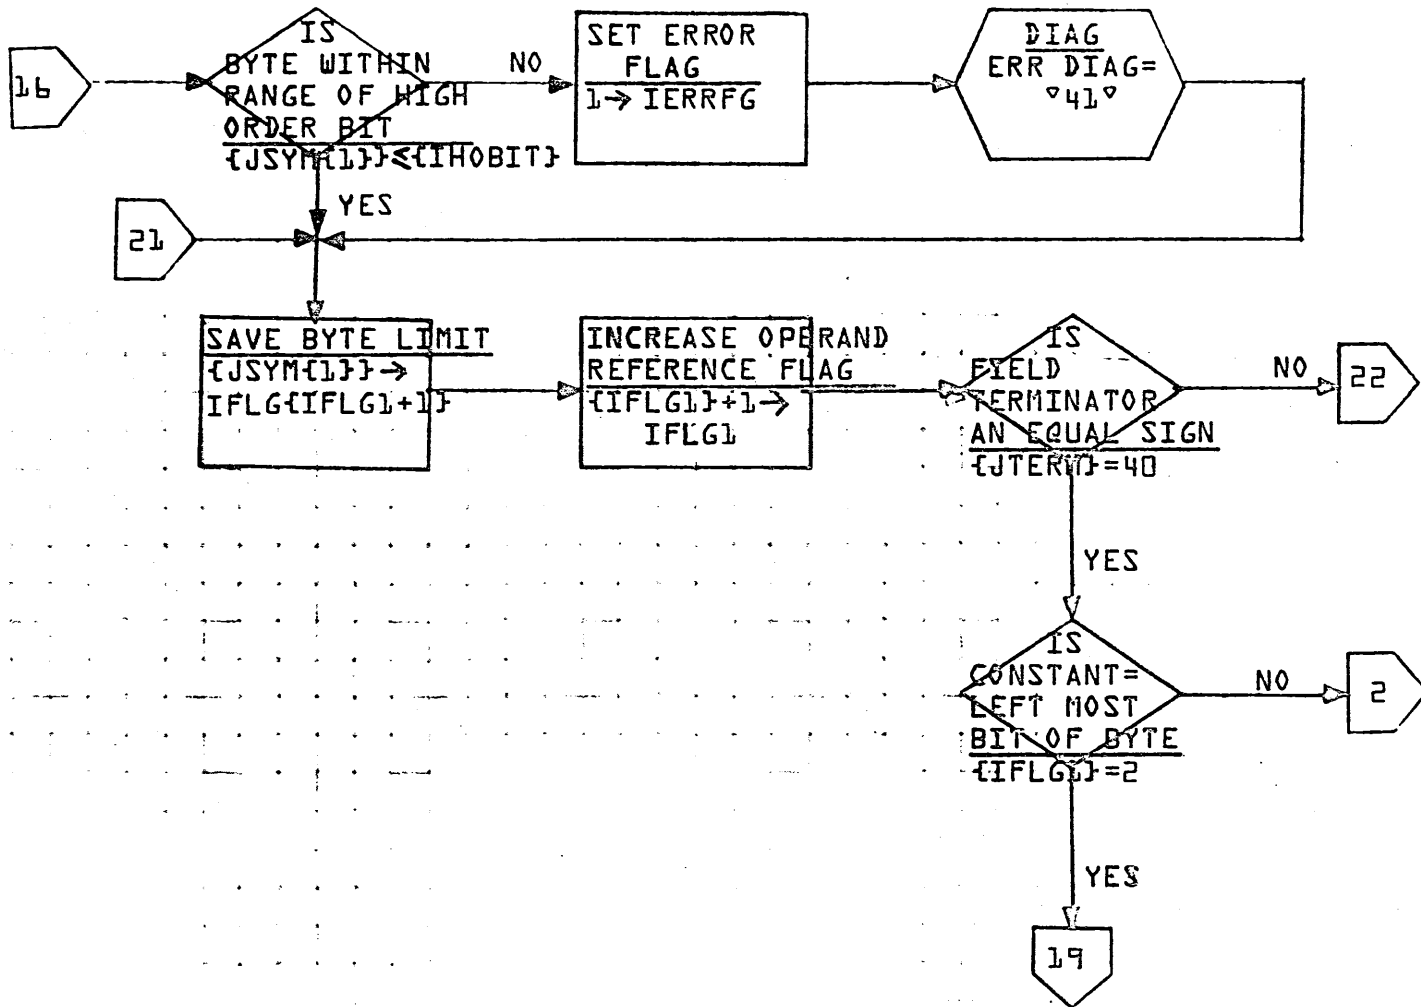 16
IS
BYTE WITHIN
RANGE OF HIGH
ORDER BIT
{JSYM{1}}≤{IHOBIT}
NO
SET ERROR
FLAG
1→ IERRFG
DIAG
ERR DIAG=
∇41∇
YES
21
SAVE BYTE LIMIT
{JSYM{1}}→
IFLG{IFLG1+1}
INCREASE OPERAND
REFERENCE FLAG
{IFLG1}+1→
IFLG1
IS
FIELD
TERMINATOR
AN EQUAL SIGN
{JTERM}=40
NO
22
YES
IS
CONSTANT=
LEFT MOST
BIT OF BYTE
{IFLG1}=2
NO
2
YES
19